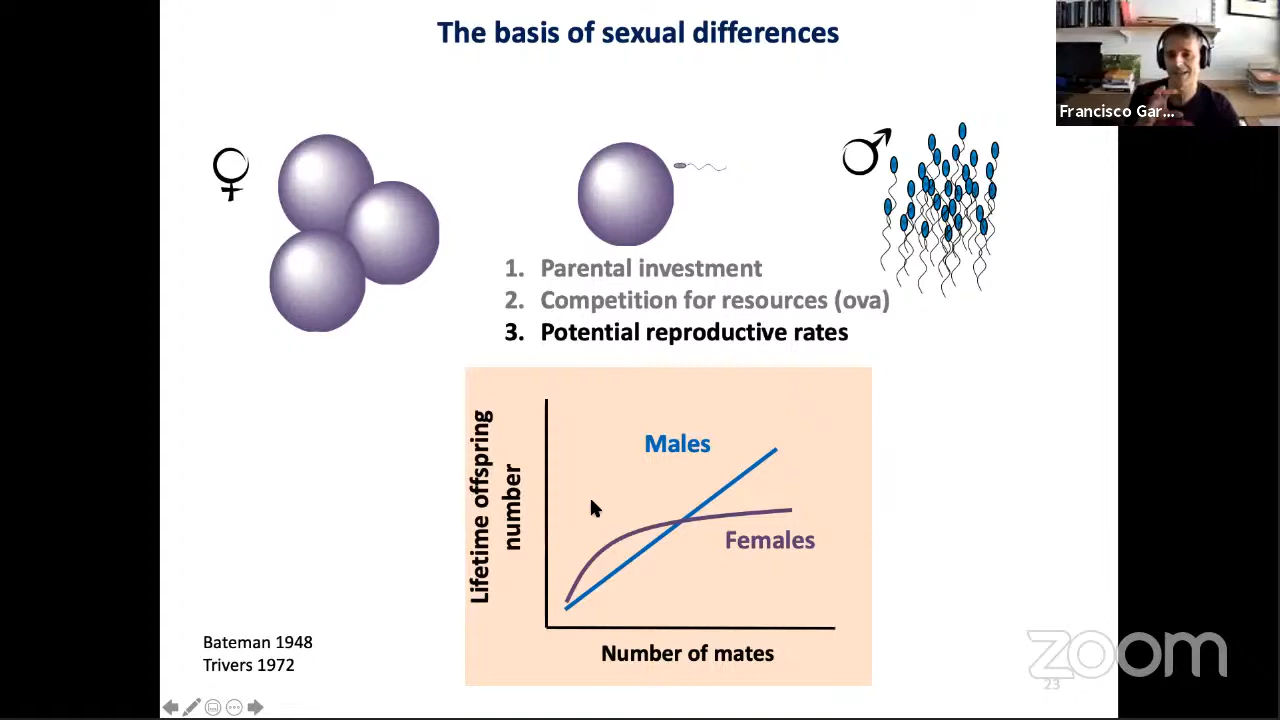 The basis of sexual differences
Francisco Gar...
♀
♂
1. Parental investment
2. Competition for resources (ova)
3. Potential reproductive rates
Lifetime offspring
number
Males
Females
Number of mates
Bateman 1948
Trivers 1972
zoom
23